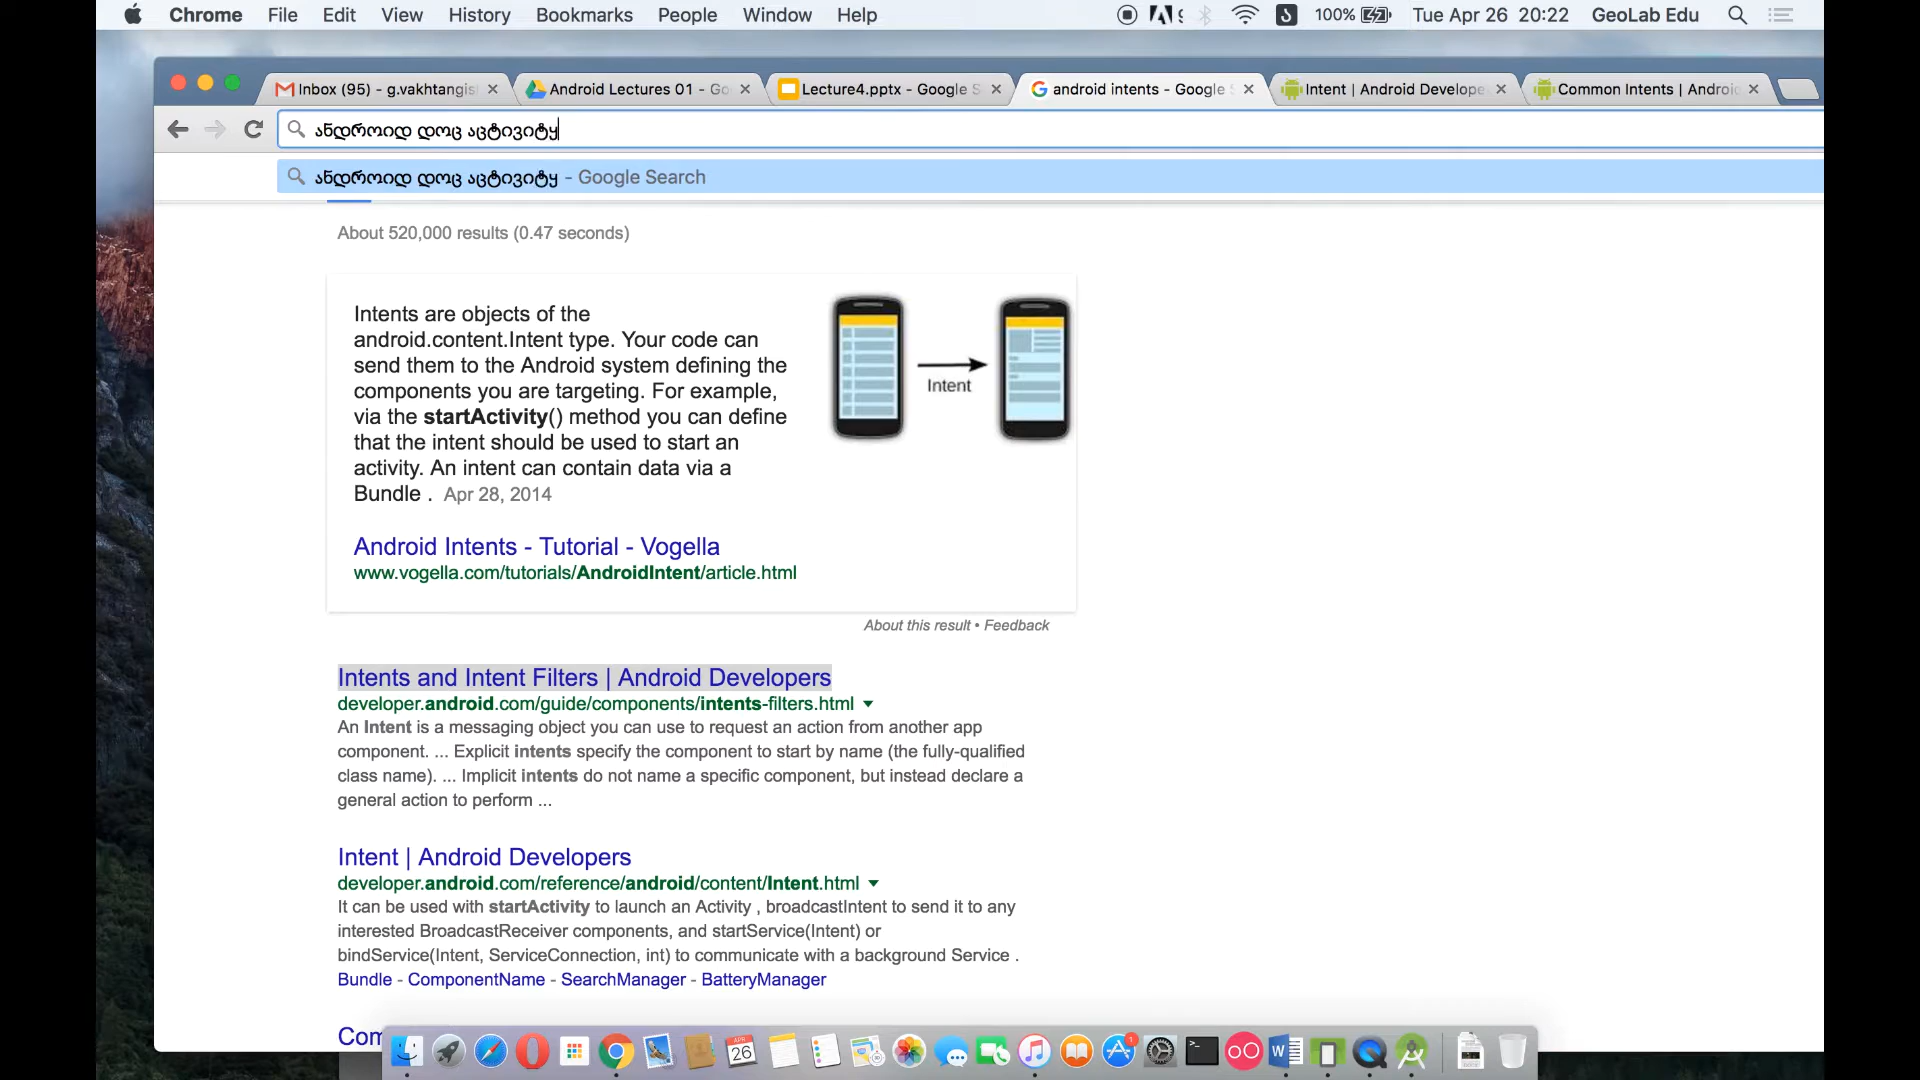 Chrome File Edit View History Bookmarks People Window Help 100% Tue Apr 26 20:22 GeoLab Edu
Inbox (95) - g.vakhtangis Android Lectures 01 - Go Lecture4.pptx - Google S android intents - Google S Intent | Android Develope Common Intents | Androi
ანდროიდ დოც აცტივიტყ
ანდროიდ დოც აცტივიტყ - Google Search
About 520,000 results (0.47 seconds)
Intents are objects of the
android.content.Intent type. Your code can
send them to the Android system defining the
components you are targeting. For example,
via the startActivity() method you can define
that the intent should be used to start an
activity. An intent can contain data via a
Bundle . Apr 28, 2014
Intent
Android Intents - Tutorial - Vogella
www.vogella.com/tutorials/AndroidIntent/article.html
About this result • Feedback
Intents and Intent Filters | Android Developers
developer.android.com/guide/components/intents-filters.html
An Intent is a messaging object you can use to request an action from another app
component. ... Explicit intents specify the component to start by name (the fully-qualified
class name). ... Implicit intents do not name a specific component, but instead declare a
general action to perform ...
Intent | Android Developers
developer.android.com/reference/android/content/Intent.html
It can be used with startActivity to launch an Activity , broadcastIntent to send it to any
interested BroadcastReceiver components, and startService(Intent) or
bindService(Intent, ServiceConnection, int) to communicate with a background Service .
Bundle - ComponentName - SearchManager - BatteryManager
Com
APR
26
1